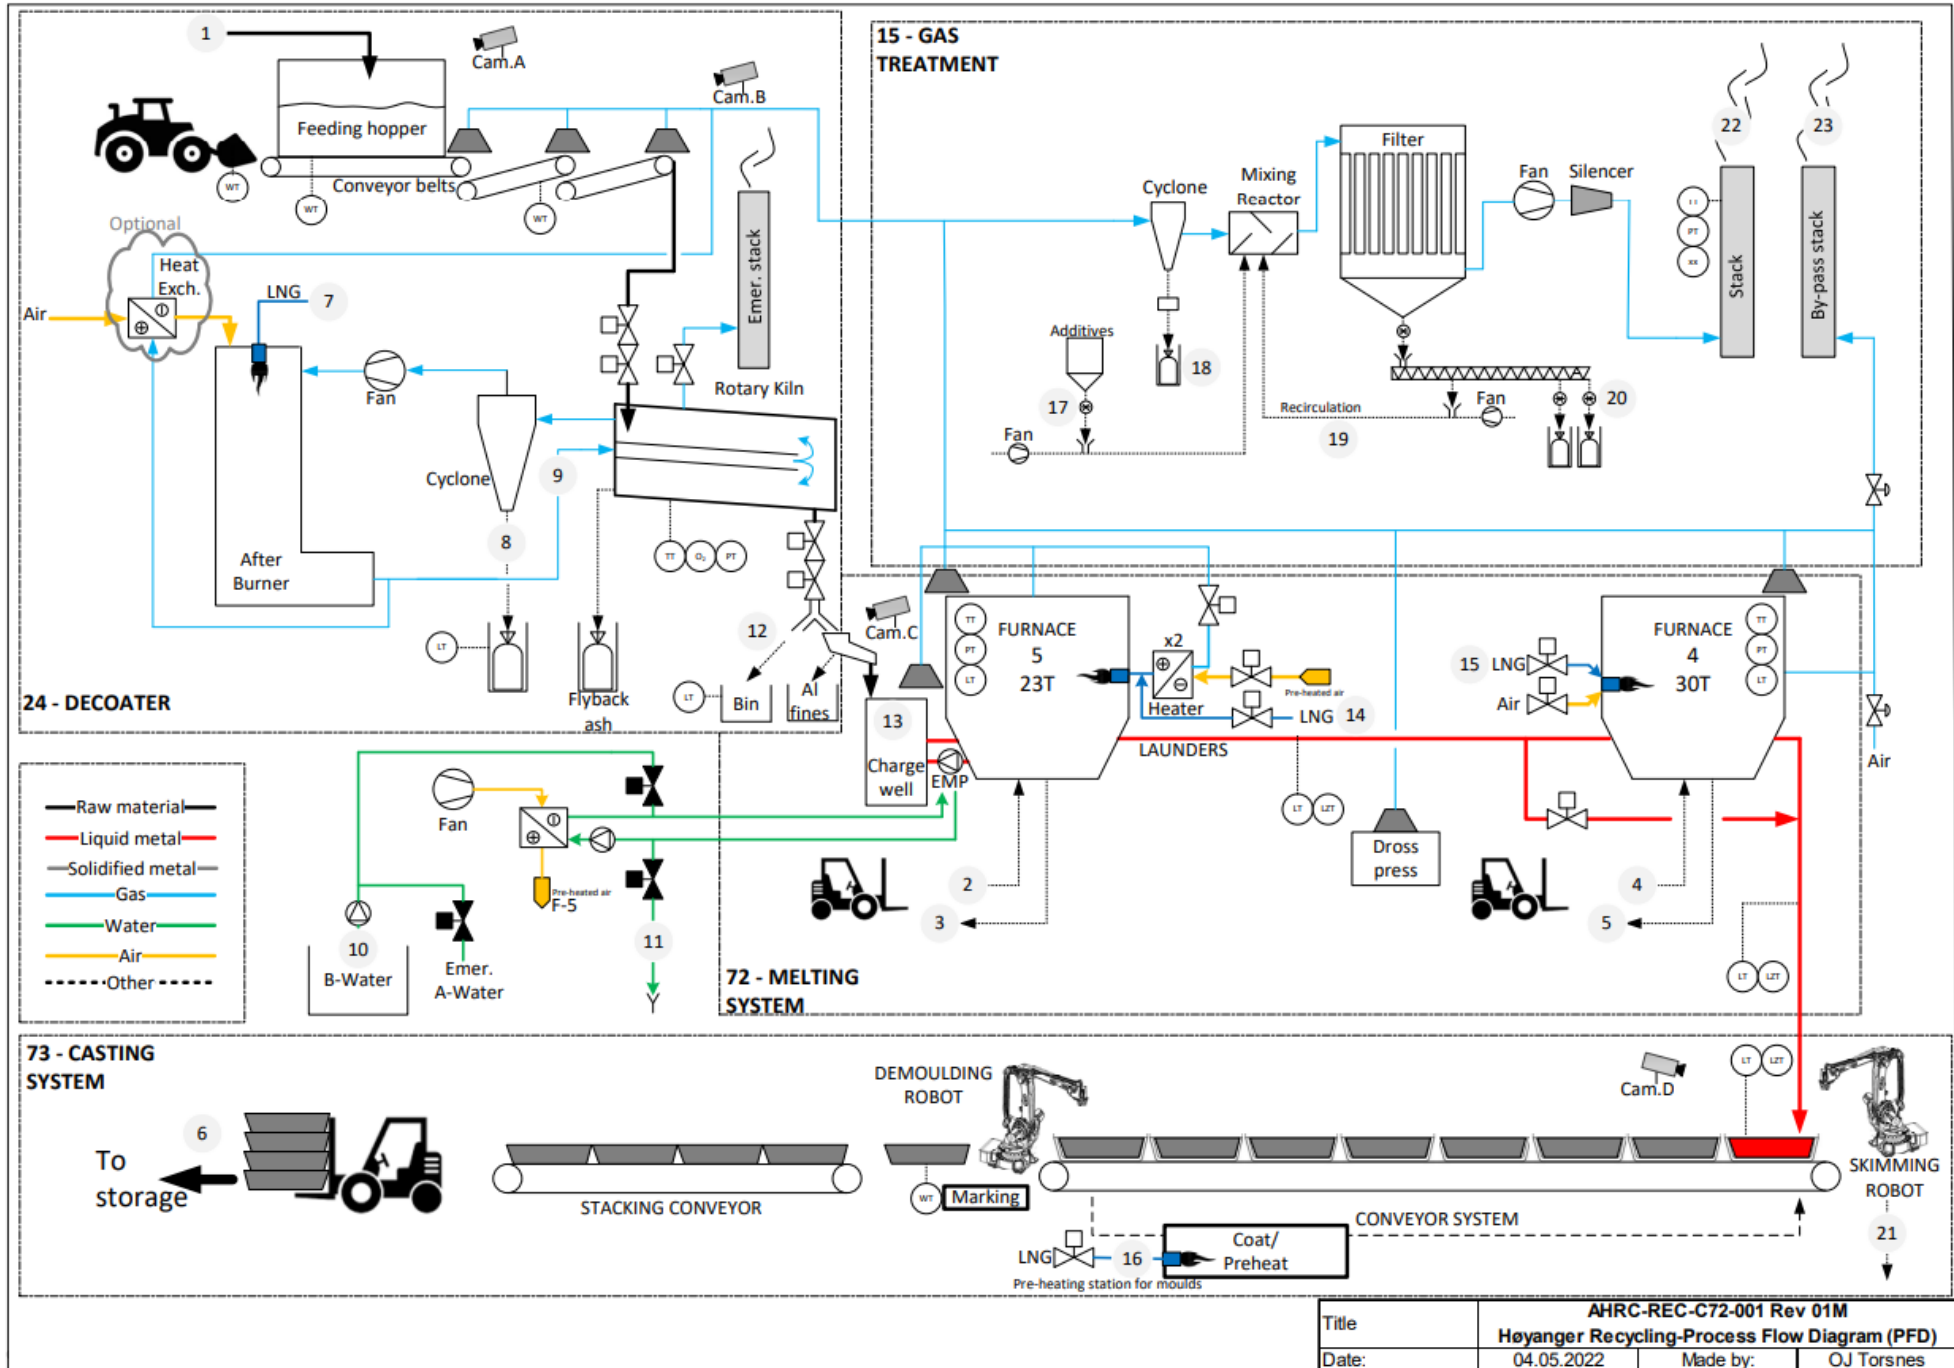 1
Cam.A
Cam.B
Feeding hopper
Conveyor belts
WT
WT
WT
Optional
Heat
Exch.
LNG
7
Air
Emer. stack
Fan
Rotary Kiln
Cyclone
9
8
After
Burner
TT
O₂
PT
LT
12
Flyback
ash
LT
Bin
Al
fines
24 - DECOATER
15 - GAS
TREATMENT
Cyclone
Mixing
Reactor
Filter
Fan
Silencer
22
23
PT
xx
Stack
By-pass stack
Additives
18
17
Fan
Recirculation
19
Fan
20
Cam.C
TT
PT
LT
FURNACE
5
23T
x2
Heater
Pre-heated air
LNG
14
15
LNG
Air
FURNACE
4
30T
TT
PT
LT
Air
13
Charge
well
EMP
LAUNDERS
LT
LZT
Dross
press
2
3
4
5
LT
LZT
72 - MELTING
SYSTEM
Raw material
Liquid metal
Solidified metal
Gas
Water
Air
Other
Fan
Pre-heated air
F-5
10
B-Water
Emer.
A-Water
11
73 - CASTING
SYSTEM
6
To
storage
STACKING CONVEYOR
DEMOULDING
ROBOT
WT
Marking
Cam.D
LT
LZT
SKIMMING
ROBOT
21
CONVEYOR SYSTEM
LNG
16
Coat/
Preheat
Pre-heating station for moulds
Title
AHRC-REC-C72-001 Rev 01M
Høyanger Recycling-Process Flow Diagram (PFD)
Date:
04.05.2022
Made by:
OJ Torsnes